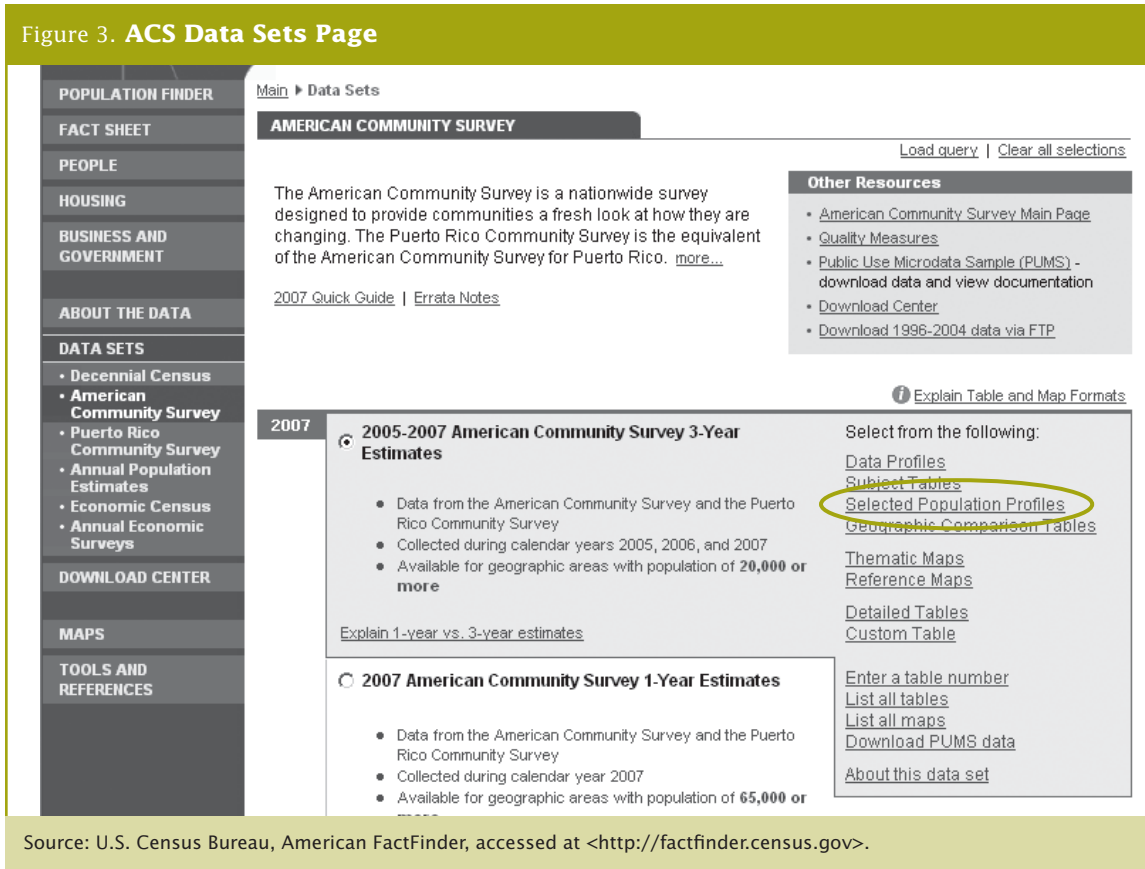 Figure 3. ACS Data Sets Page
POPULATION FINDER
FACT SHEET
PEOPLE
HOUSING
BUSINESS AND
GOVERNMENT
ABOUT THE DATA
DATA SETS
• Decennial Census
• American
Community Survey
• Puerto Rico
Community Survey
• Annual Population
Estimates
• Economic Census
• Annual Economic
Surveys
DOWNLOAD CENTER
MAPS
TOOLS AND
REFERENCES
Main ▶ Data Sets
AMERICAN COMMUNITY SURVEY
Load query | Clear all selections
The American Community Survey is a nationwide survey
designed to provide communities a fresh look at how they are
changing. The Puerto Rico Community Survey is the equivalent
of the American Community Survey for Puerto Rico. more...
2007 Quick Guide | Errata Notes
Other Resources
• American Community Survey Main Page
• Quality Measures
• Public Use Microdata Sample (PUMS) -
download data and view documentation
• Download Center
• Download 1996-2004 data via FTP
i Explain Table and Map Formats
2007
2005-2007 American Community Survey 3-Year
Estimates
• Data from the American Community Survey and the Puerto
Rico Community Survey
• Collected during calendar years 2005, 2006, and 2007
• Available for geographic areas with population of 20,000 or
more
Explain 1-year vs. 3-year estimates
2007 American Community Survey 1-Year Estimates
• Data from the American Community Survey and the Puerto
Rico Community Survey
• Collected during calendar year 2007
• Available for geographic areas with population of 65,000 or
Select from the following:
Data Profiles
Subject Tables
Selected Population Profiles
Geographic Comparison Tables
Thematic Maps
Reference Maps
Detailed Tables
Custom Table
Enter a table number
List all tables
List all maps
Download PUMS data
About this data set
Source: U.S. Census Bureau, American FactFinder, accessed at <http://factfinder.census.gov>.